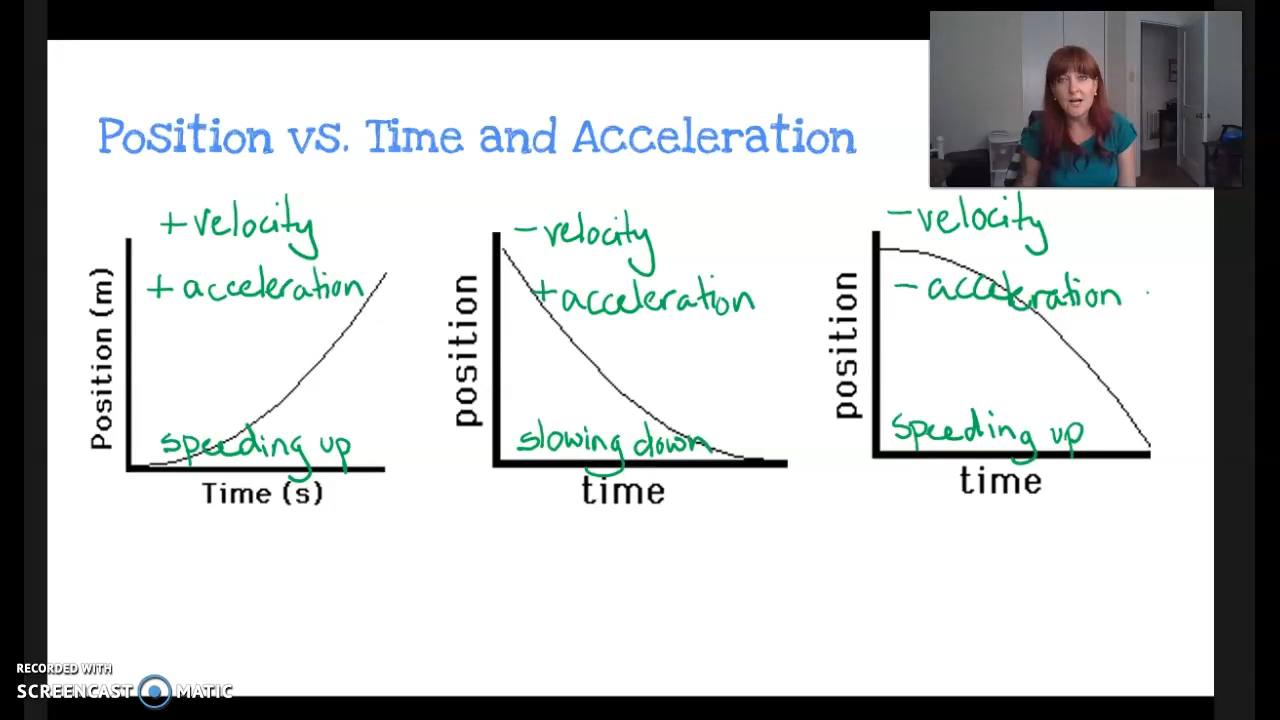 Position vs. Time and Acceleration
+ velocity
+ acceleration
Position (m)
speeding up
Time (s)
- velocity
+ acceleration
position
slowing down
time
- velocity
- acceleration
position
speeding up
time
RECORDED WITH
SCREENCAST MATIC